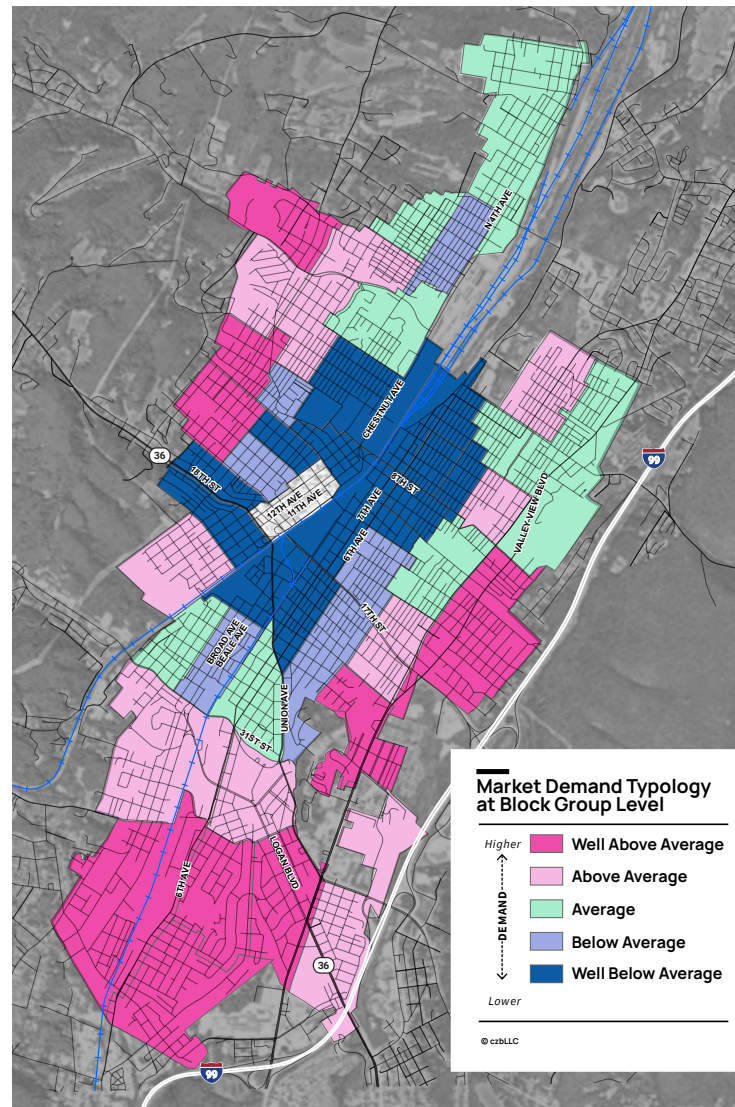 N 4TH AVE
CHESTNUT AVE
36
18TH ST
12TH AVE
11TH AVE
8TH ST
7TH AVE
6TH AVE
99
VALLEY-VIEW BLVD
17TH ST
BROAD AVE
BEALE AVE
UNION AVE
31ST ST
6TH AVE
LOGAN BLVD
36
99
Market Demand Typology
at Block Group Level
Higher
DEMAND
Lower
Well Above Average
Above Average
Average
Below Average
Well Below Average
© czbLLC